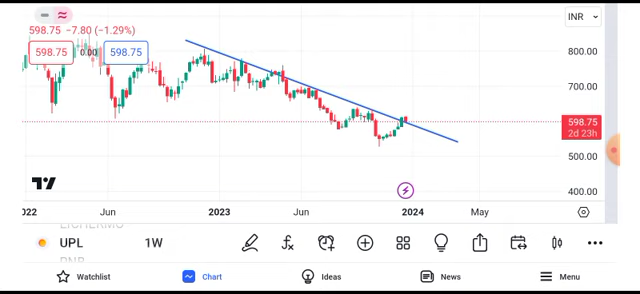 INR
598.75 −7.80 (−1.29%)
598.75 0.00 598.75
800.00
700.00
598.75
2d 23h
500.00
400.00
2022 Jun 2023 Jun 2024 May
UPL 1W
Watchlist Chart Ideas News Menu